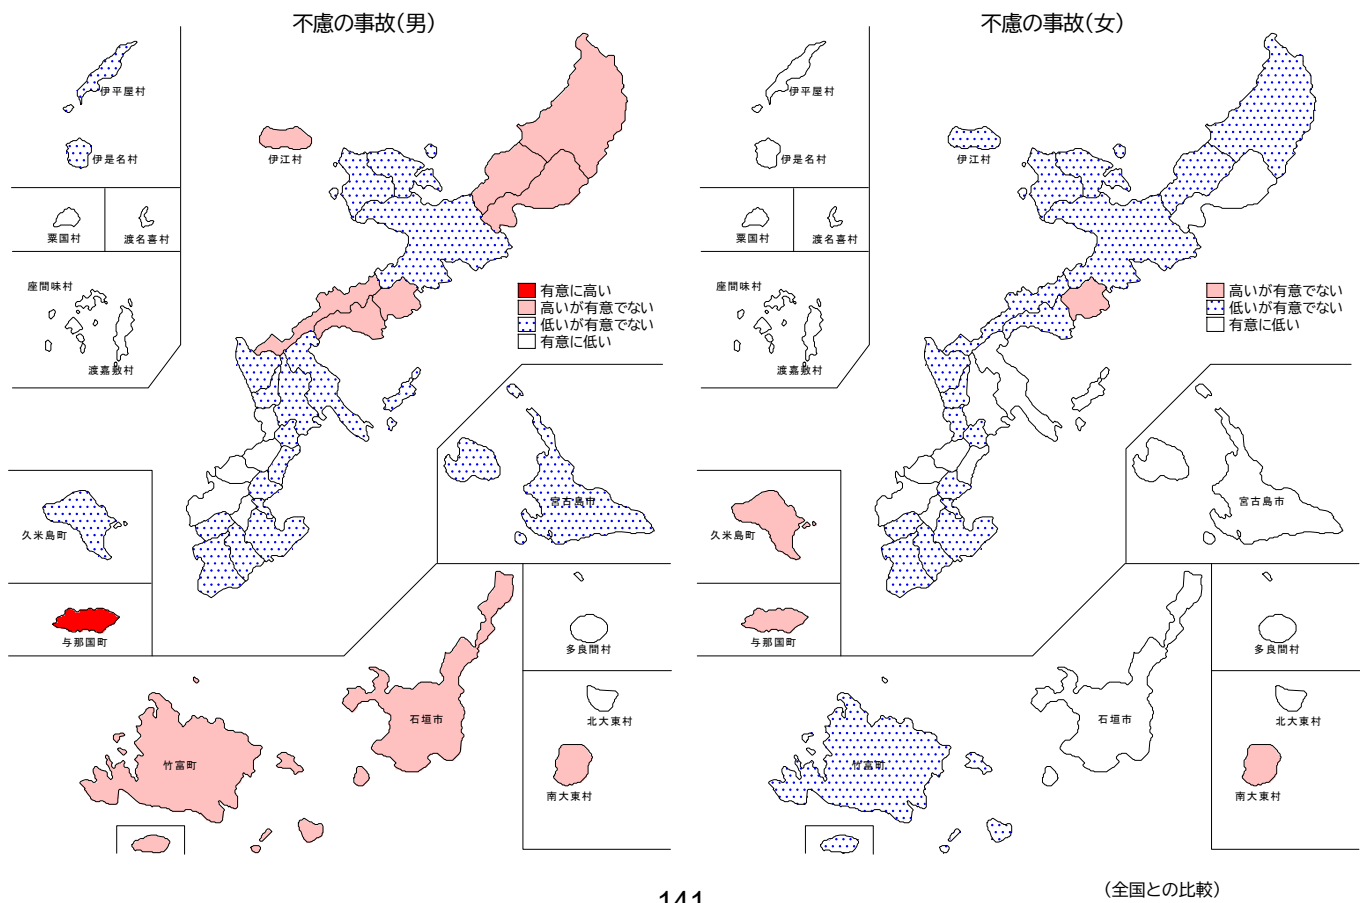 不慮の事故(男)
伊平屋村
伊是名村
伊江村
粟国村
渡名喜村
座間味村
渡嘉敷村
有意に高い
高いが有意でない
低いが有意でない
有意に低い
久米島町
宮古島市
与那国町
多良間村
石垣市
北大東村
竹富町
南大東村
不慮の事故(女)
伊平屋村
伊是名村
伊江村
粟国村
渡名喜村
座間味村
渡嘉敷村
高いが有意でない
低いが有意でない
有意に低い
久米島町
宮古島市
与那国町
多良間村
石垣市
北大東村
竹富町
南大東村
(全国との比較)
141